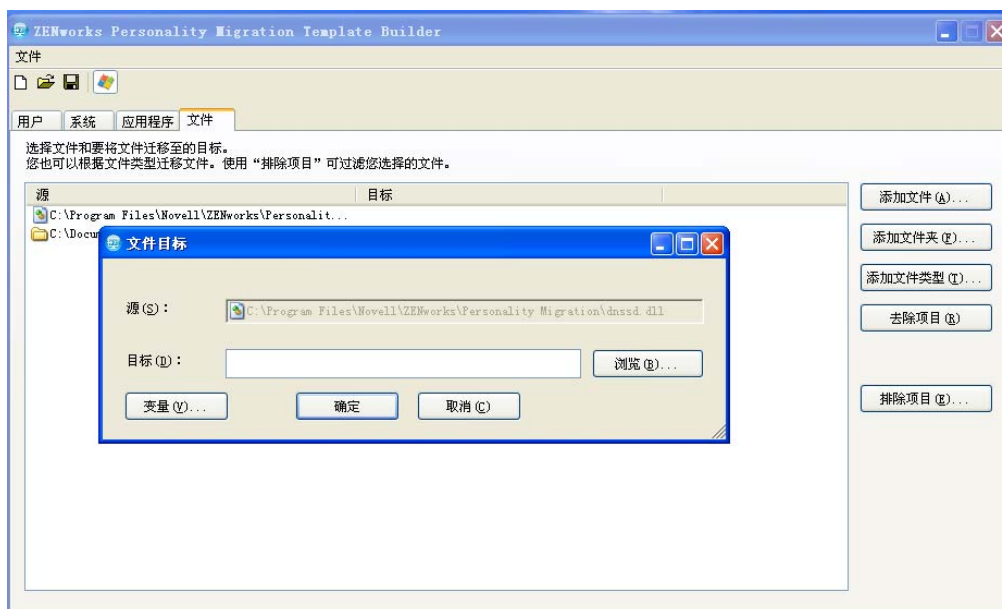 ZENworks Personality Migration Template Builder
文件
用户 系统 应用程序 文件
选择文件和要将文件迁移至的目标。
您也可以根据文件类型迁移文件。使用“排除项目”可过滤您选择的文件。
源 目标
C:\Program Files\Novell\ZENworks\Personalit...
C:\Docum
添加文件(A)...
添加文件夹(F)...
添加文件类型(T)...
去除项目(R)
排除项目(E)...
文件目标
源(S)：
C:\Program Files\Novell\ZENworks\Personality Migration\dnssd.dll
目标(D)：
浏览(B)...
变量(V)... 确定 取消(C)